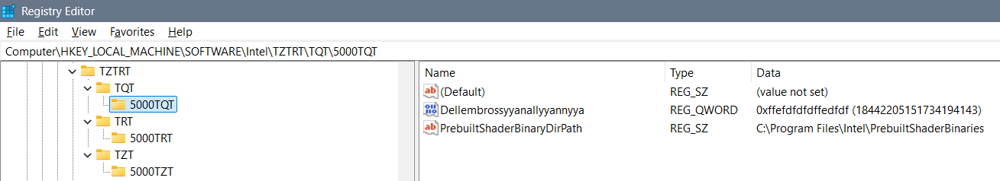 Registry Editor
File Edit View Favorites Help
Computer\HKEY_LOCAL_MACHINE\SOFTWARE\Intel\TZTRT\TQT\5000TQT
TZTRT
TQT
5000TQT
TRT
5000TRT
TZT
5000TZT
Name Type Data
(Default) REG_SZ (value not set)
Dellembrossyyanallyyannyya REG_QWORD 0xffefdfdfdffedfdf (18442205151734194143)
PrebuiltShaderBinaryDirPath REG_SZ C:\Program Files\Intel\PrebuiltShaderBinaries